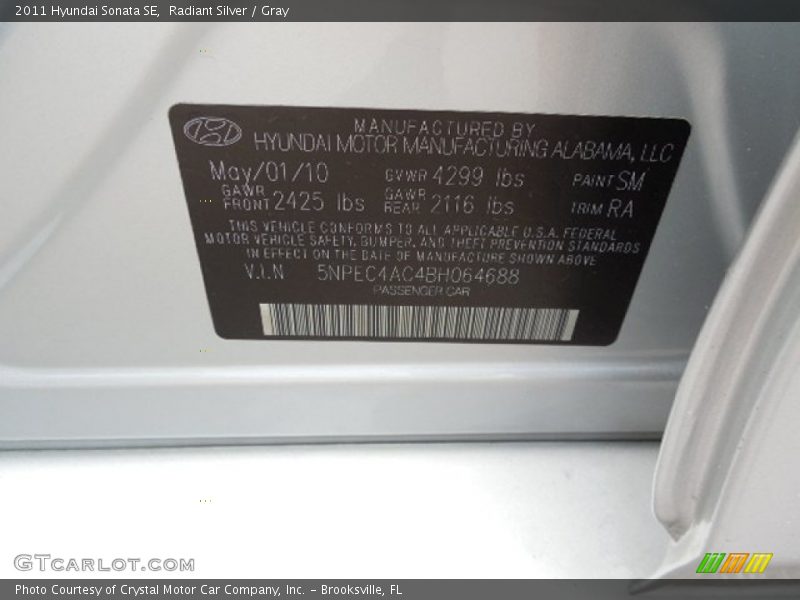 2011 Hyundai Sonata SE,  Radiant Silver / Gray
MANUFACTURED BY
HYUNDAI MOTOR MANUFACTURING ALABAMA, LLC
May/01/10 GVWR 4299 lbs PAINT SM
GAWR FRONT 2425 lbs GAWR REAR 2116 lbs TRIM RA
THIS VEHICLE CONFORMS TO ALL APPLICABLE U.S.A. FEDERAL
MOTOR VEHICLE SAFETY, BUMPER, AND THEFT PREVENTION STANDARDS
IN EFFECT ON THE DATE OF MANUFACTURE SHOWN ABOVE
V.I.N 5NPEC4AC4BH064688
PASSENGER CAR
GTCARLOT.COM
Photo Courtesy of Crystal Motor Car Company, Inc. – Brooksville, FL